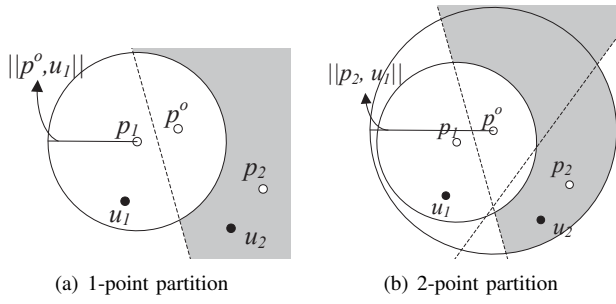 ||p^o, u_1||
p_1
p^o
p_2
u_1
u_2
(a) 1-point partition
||p_2, u_1||
p_1
p^o
p_2
u_1
u_2
(b) 2-point partition